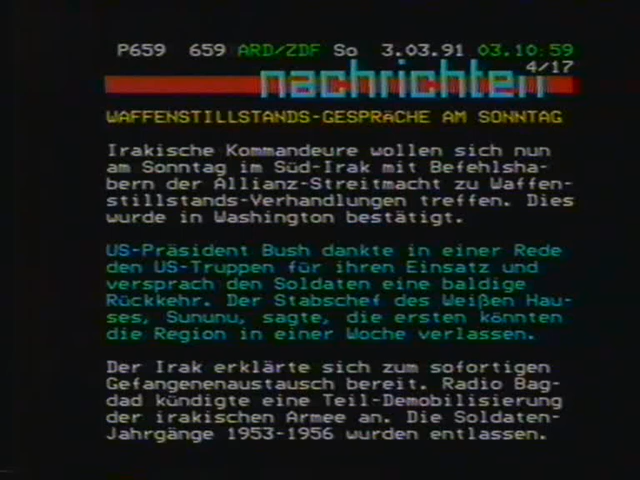 P659 659 ARD/ZDF So 3.03.91 03.10:59
4/17
nachrichten
WAFFENSTILLSTANDS-GESPRÄCHE AM SONNTAG
Irakische Kommandeure wollen sich nun
am Sonntag im Süd-Irak mit Befehlsha-
bern der Allianz-Streitmacht zu Waffen-
stillstands-Verhandlungen treffen. Dies
wurde in Washington bestätigt.
US-Präsident Bush dankte in einer Rede
den US-Truppen für ihren Einsatz und
versprach den Soldaten eine baldige
Rückkehr. Der Stabschef des Weißen Hau-
ses, Sununu, sagte, die ersten könnten
die Region in einer Woche verlassen.
Der Irak erklärte sich zum sofortigen
Gefangenenaustausch bereit. Radio Bag-
dad kündigte eine Teil-Demobilisierung
der irakischen Armee an. Die Soldaten-
Jahrgänge 1953-1956 wurden entlassen.